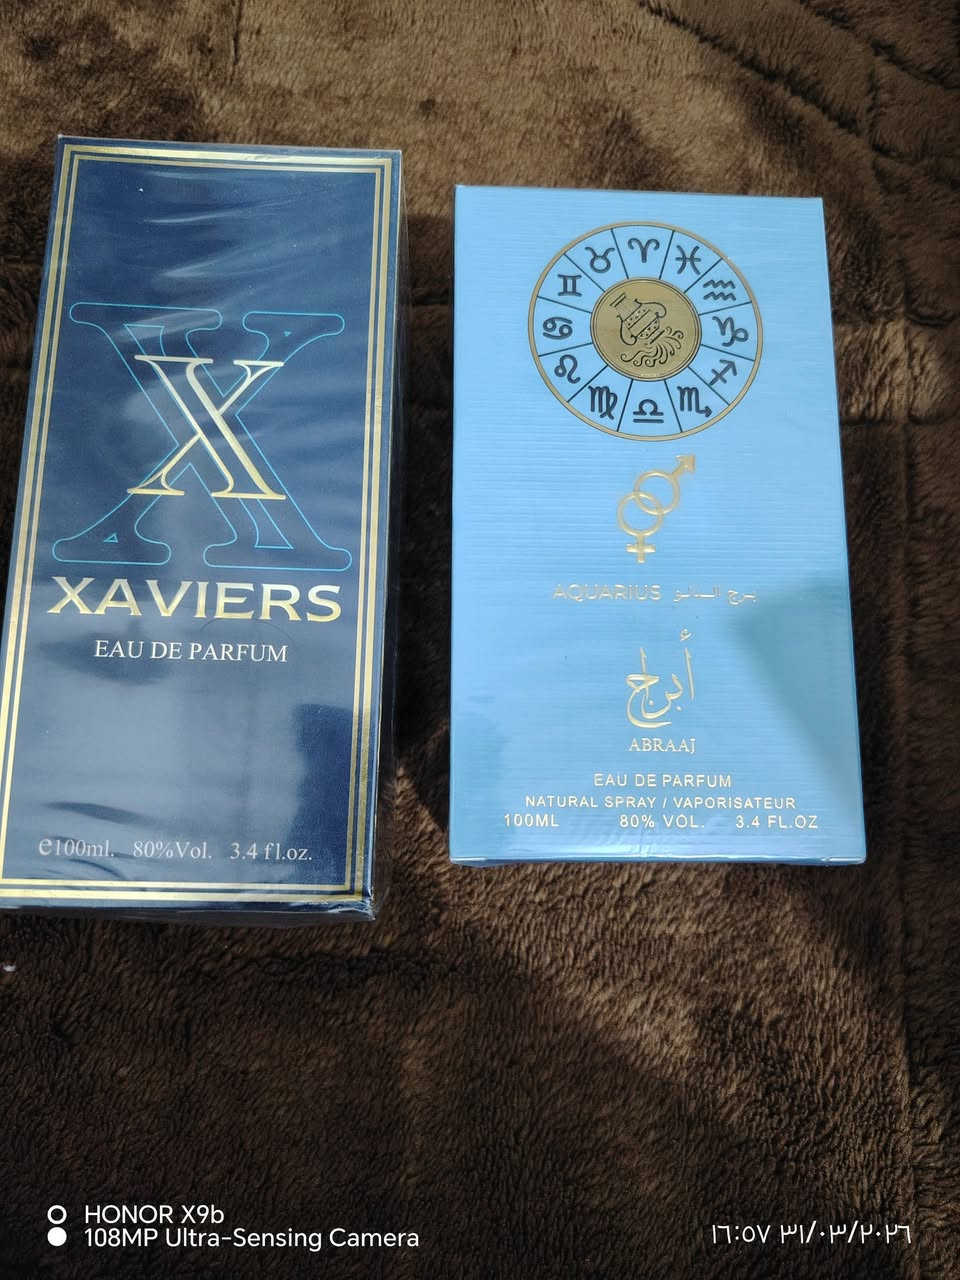 X
XAVIERS
EAU DE PARFUM
e100ml. 80%Vol. 3.4 fl.oz.
AQUARIUS برج الدلو
أبراج
ABRAAJ
EAU DE PARFUM
NATURAL SPRAY / VAPORISATEUR
100ML 80% VOL. 3.4 FL.OZ
HONOR X9b
108MP Ultra-Sensing Camera
١٦:٥٧ ٣١/٠٣/٢٠٢٦